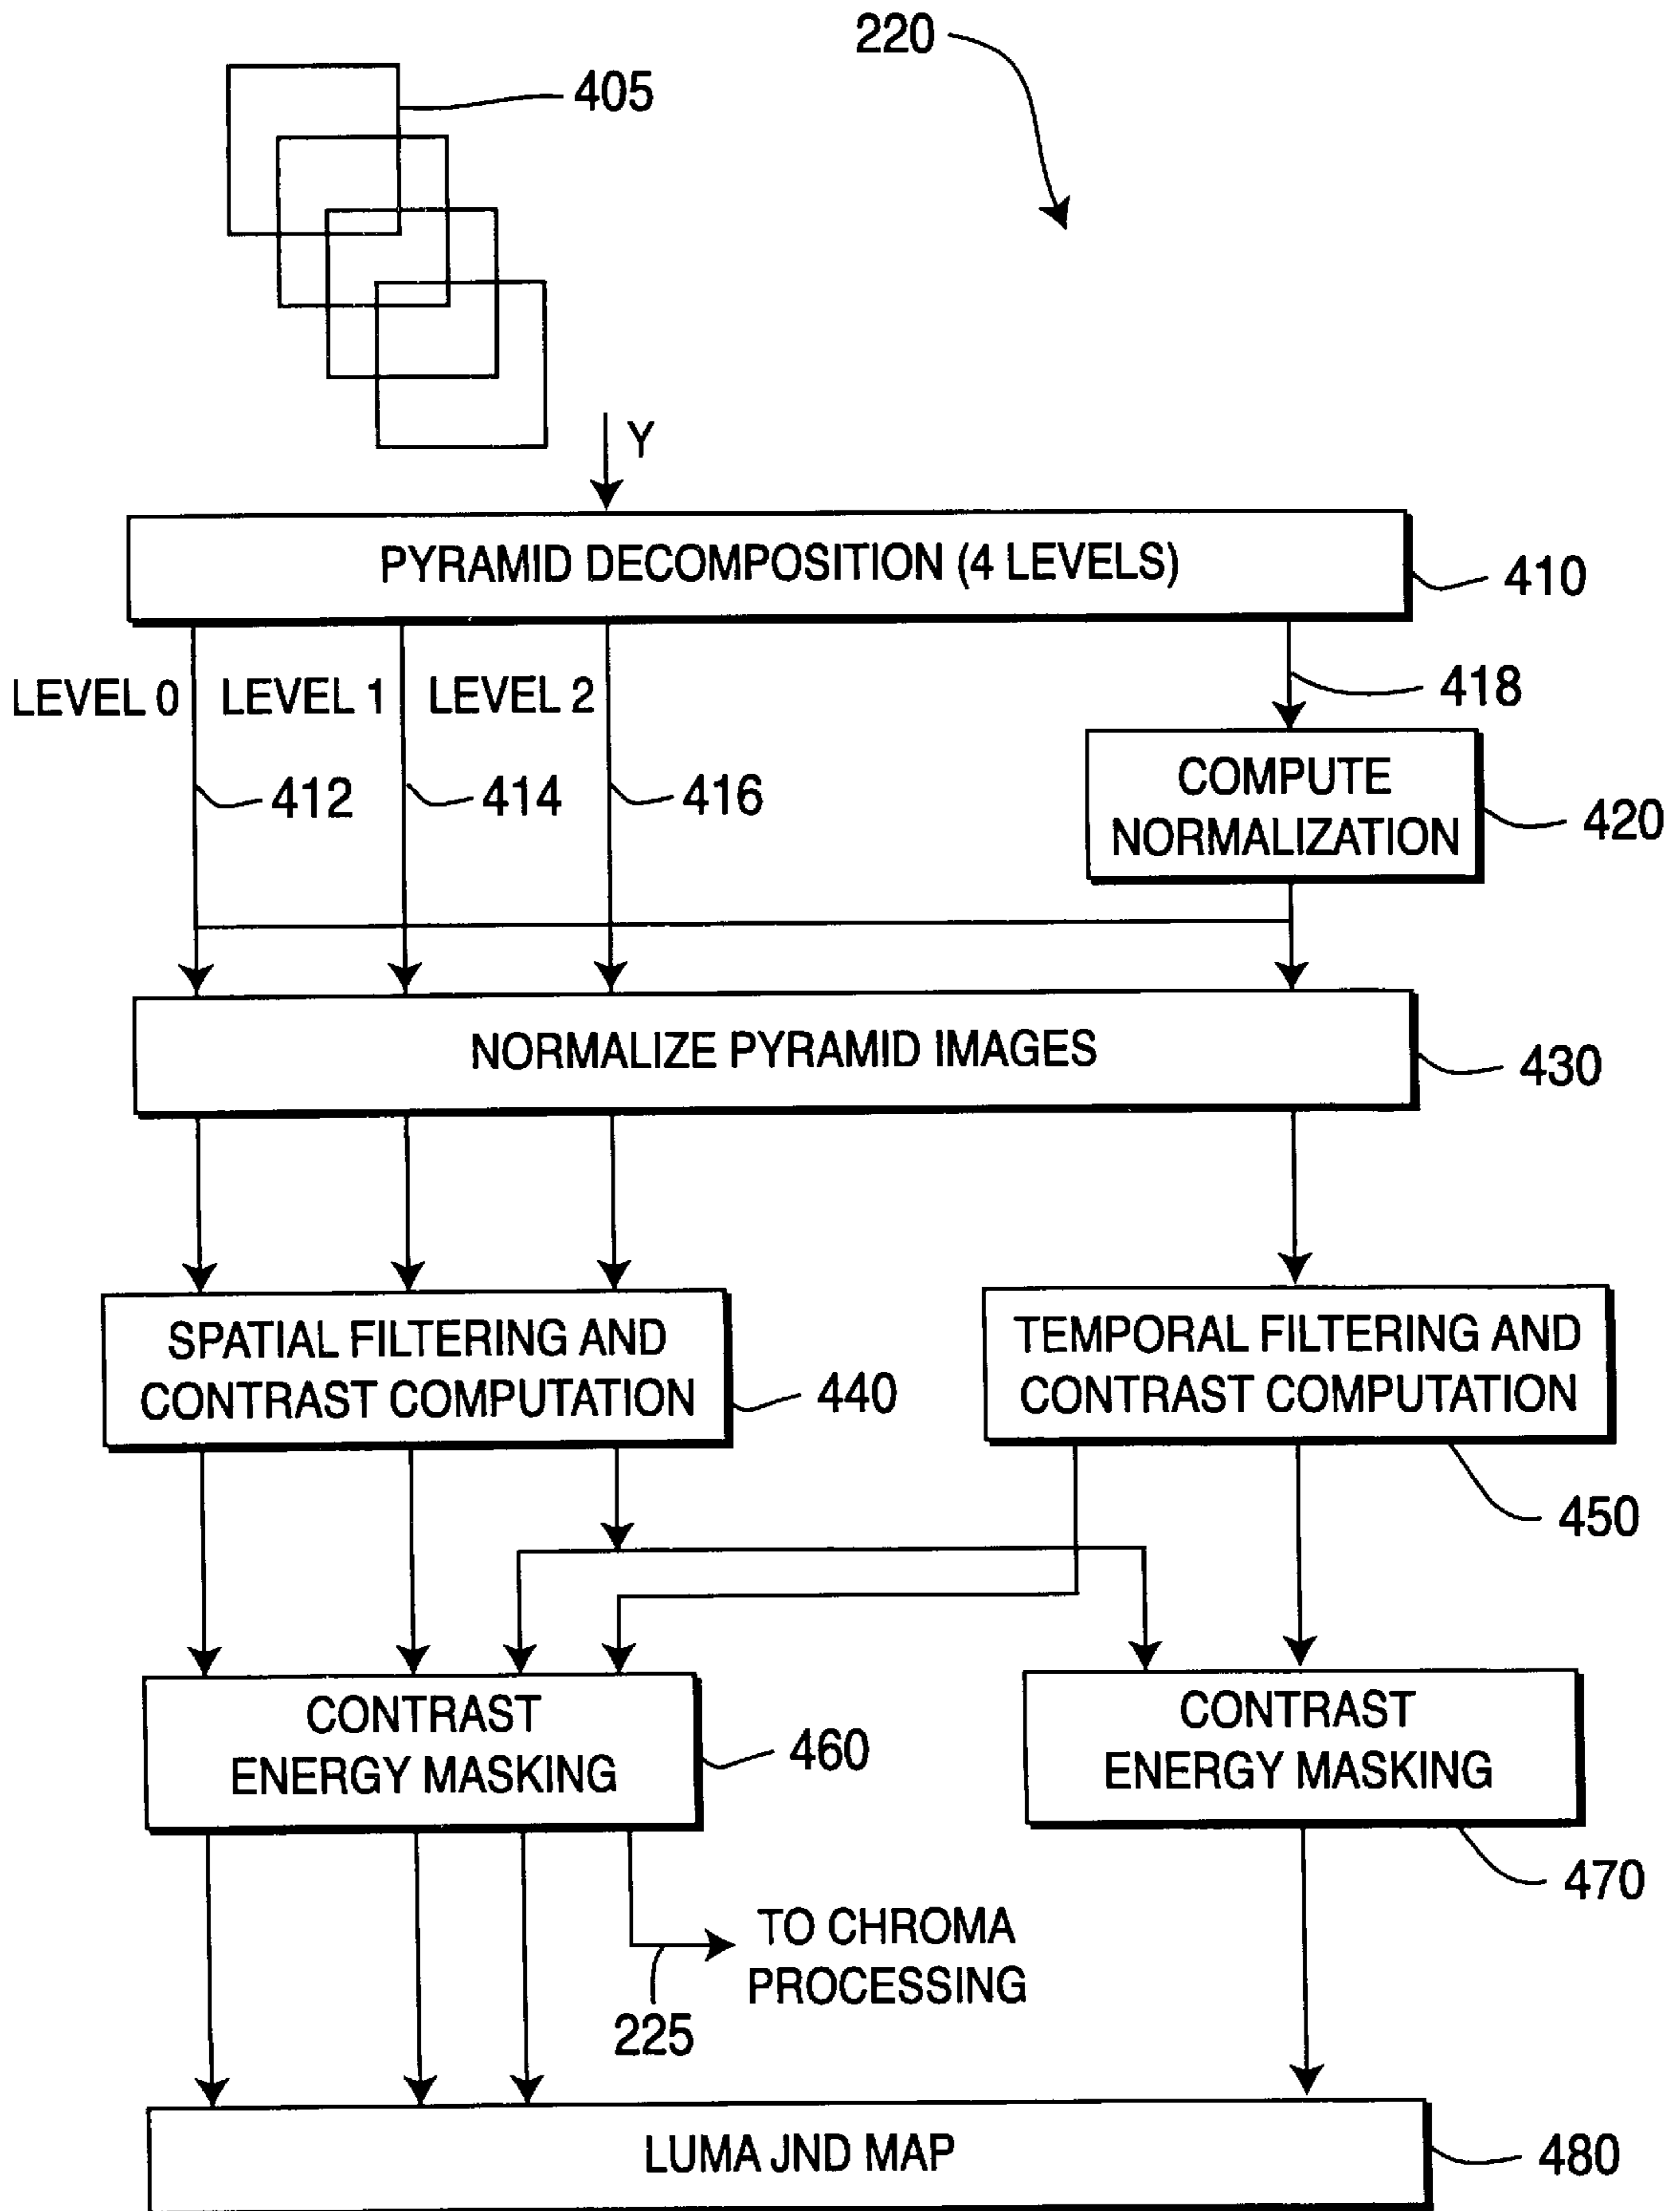 220
405
Y
PYRAMID DECOMPOSITION (4 LEVELS)
410
LEVEL 0
LEVEL 1
LEVEL 2
418
412
414
416
COMPUTE
NORMALIZATION
420
NORMALIZE PYRAMID IMAGES
430
SPATIAL FILTERING AND
CONTRAST COMPUTATION
440
TEMPORAL FILTERING AND
CONTRAST COMPUTATION
450
CONTRAST
ENERGY MASKING
460
CONTRAST
ENERGY MASKING
470
TO CHROMA
PROCESSING
225
LUMA JND MAP
480